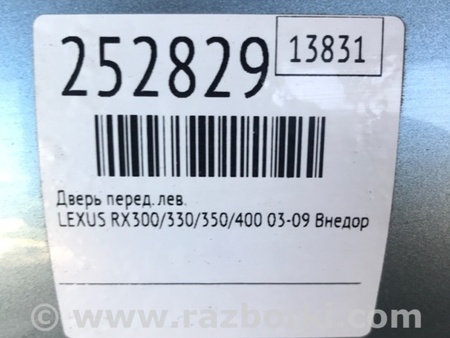 252829
13831
Дверь перед.лев.
LEXUS RX300/330/350/400 03-09 Внедор
© www.razborki.com